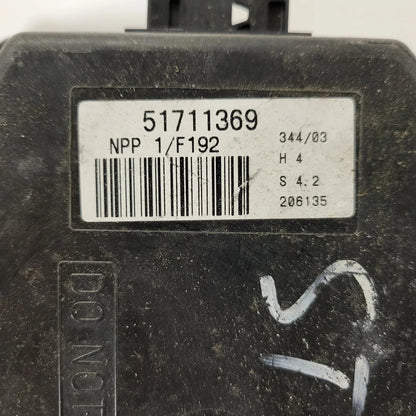 51711369
NPP 1/F192
344/03
H 4
S 4.2
206135
DO NOT